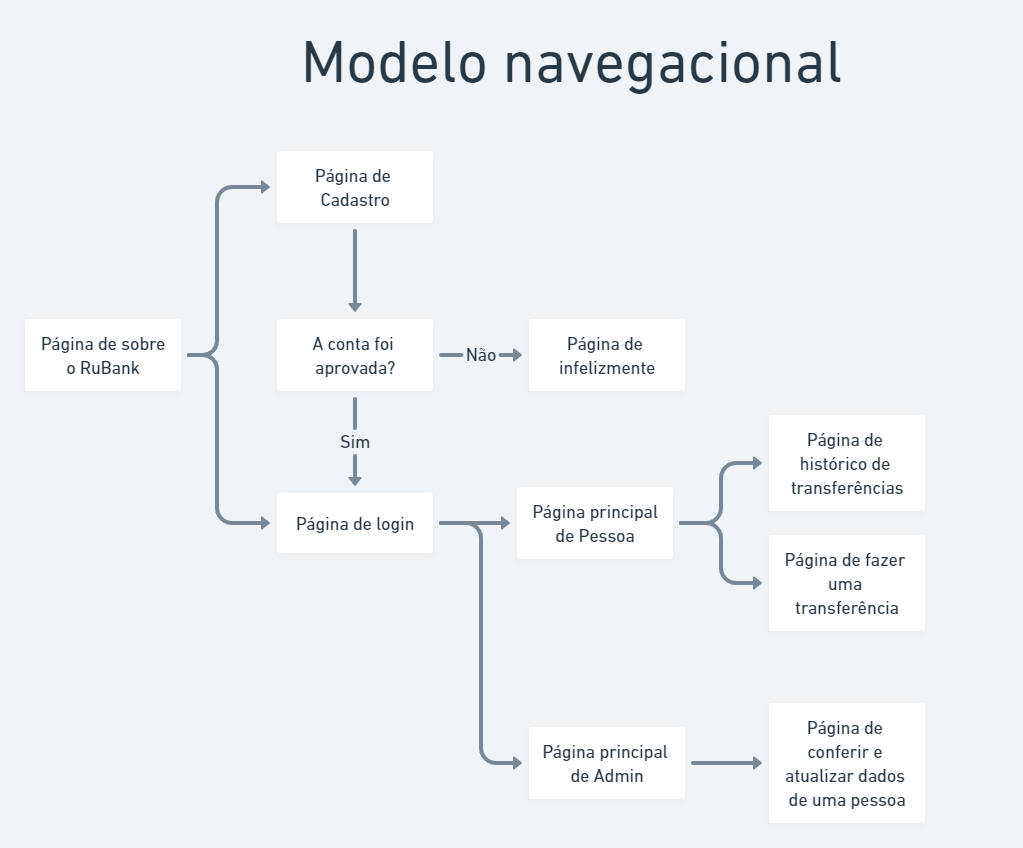 Modelo navegacional
Página de
Cadastro
Página de sobre
o RuBank
A conta foi
aprovada?
Não
Página de
infelizmente
Sim
Página de login
Página principal
de Pessoa
Página de
histórico de
transferências
Página de fazer
uma
transferência
Página principal
de Admin
Página de
conferir e
atualizar dados
de uma pessoa